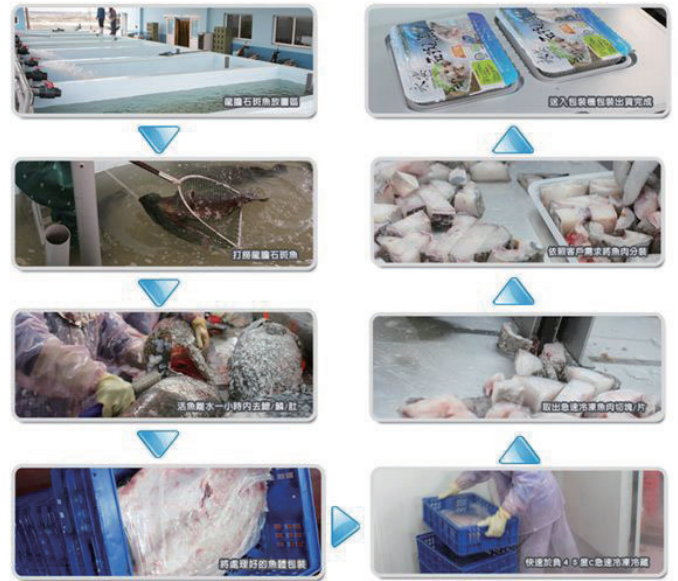 龍膽石斑魚放置區
打撈龍膽石斑魚
活魚離水一小時內去鰓/鱗/肚
將處理好的魚體包裝
快速於負45度C急速冷凍冷藏
取出急速冷凍魚肉切塊/片
依照客戶需求將魚肉分裝
送入包裝機包裝出貨完成